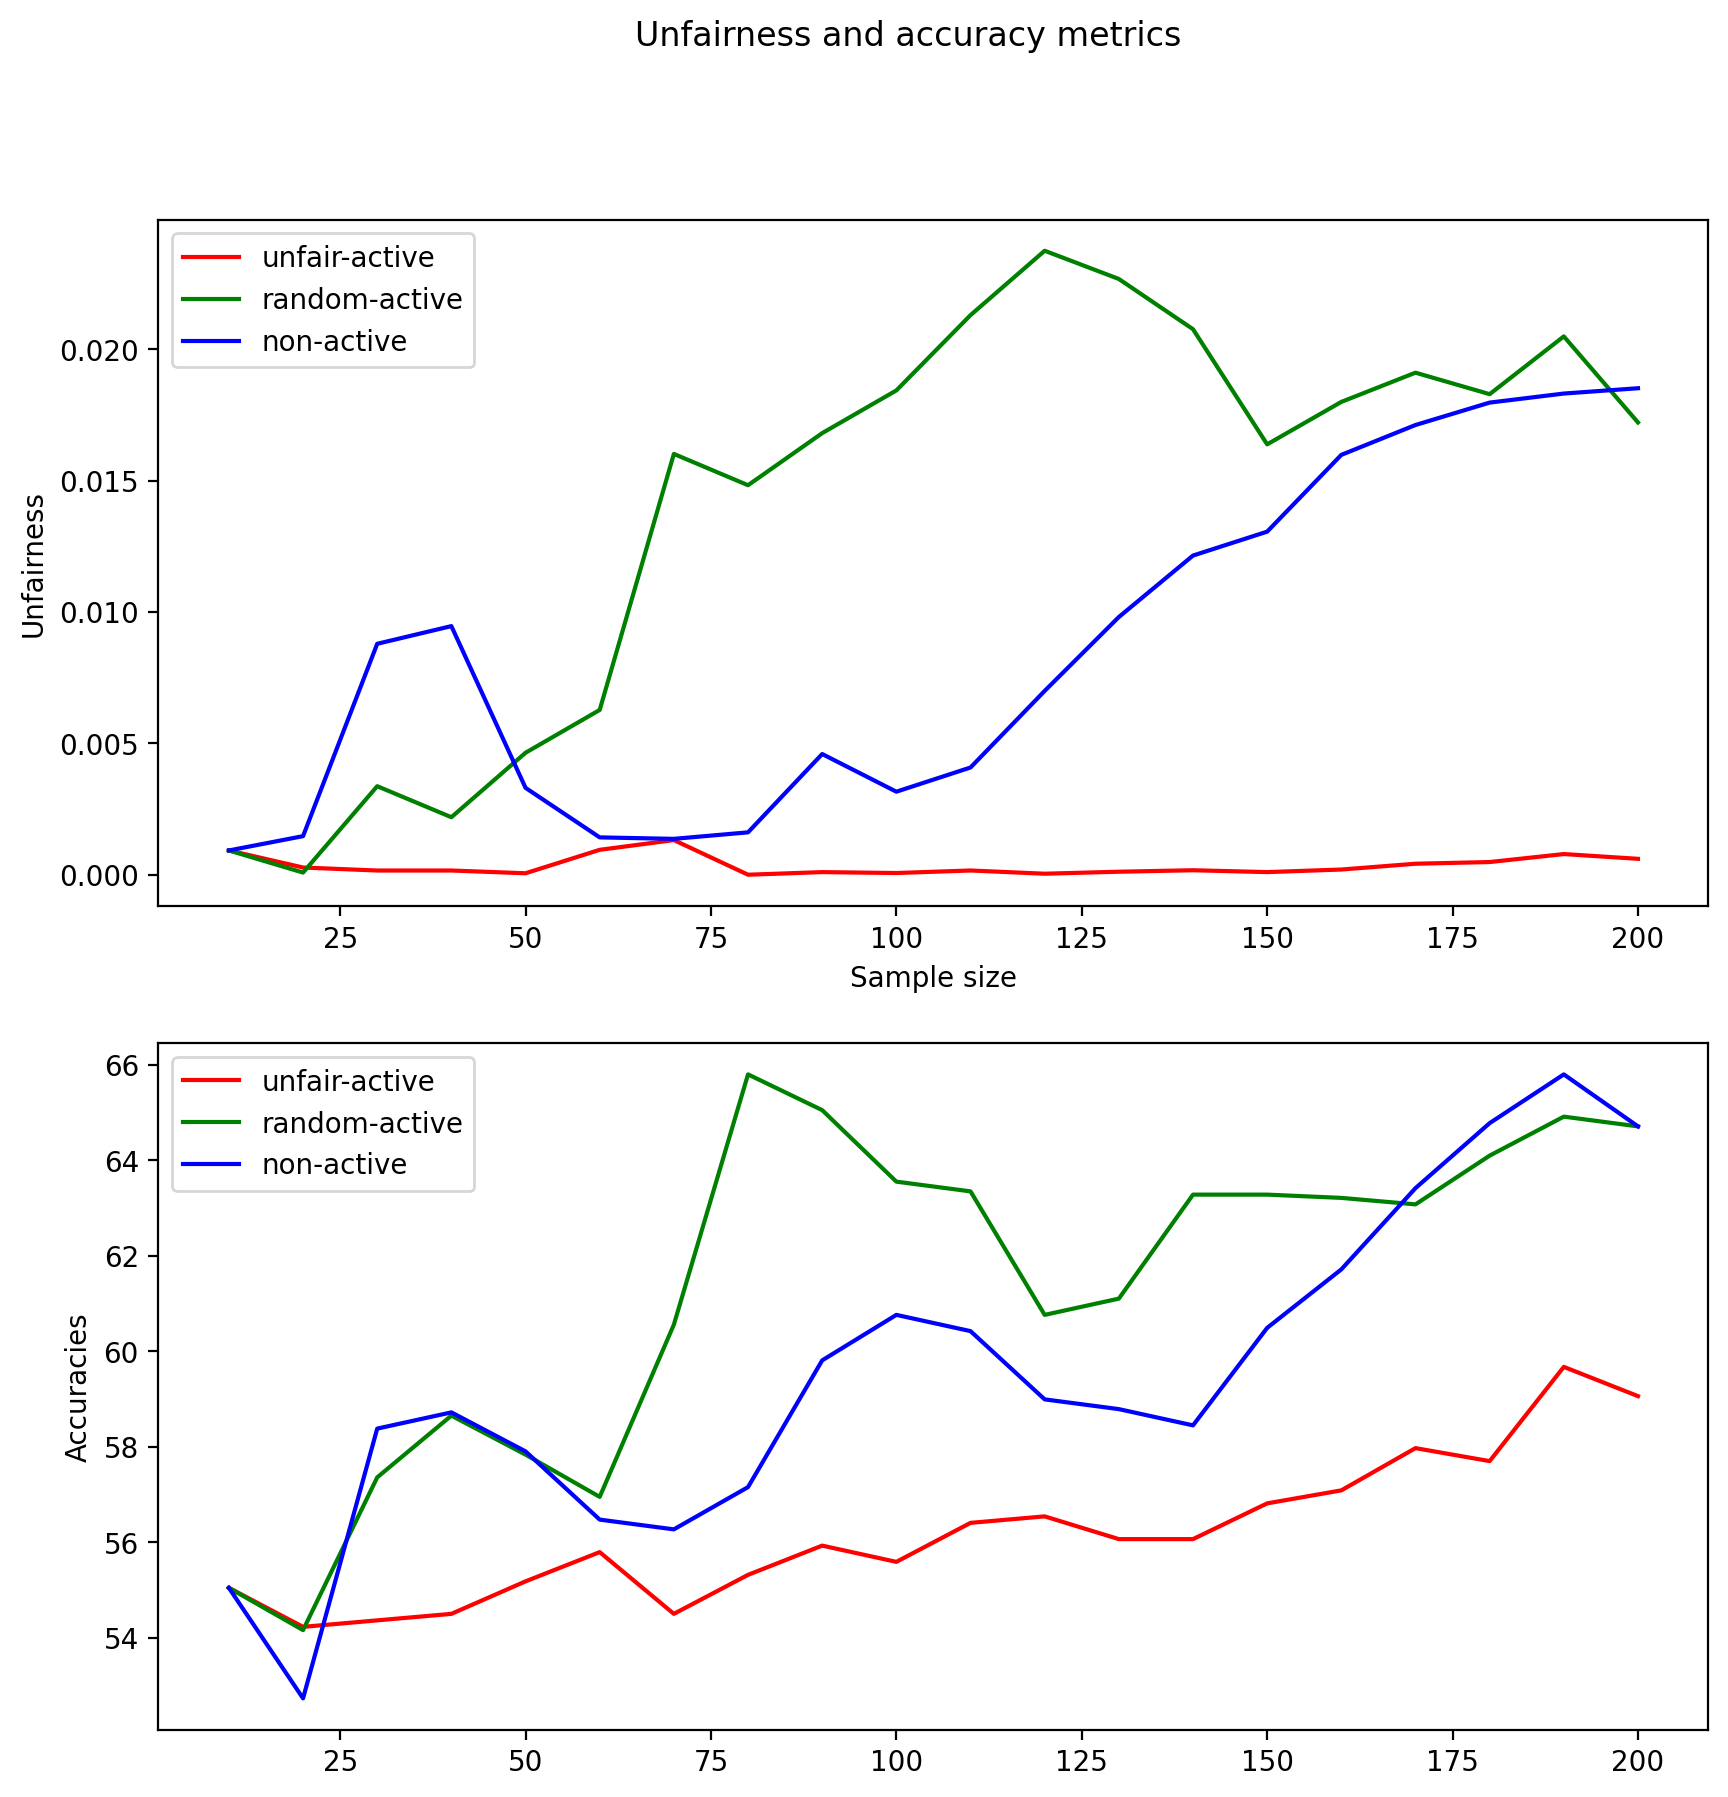 Unfairness and accuracy metrics
unfair-active
random-active
non-active
0.020
0.015
0.010
0.005
0.000
Unfairness
25 50 75 100 125 150 175 200
Sample size
unfair-active
random-active
non-active
66
64
62
60
58
56
54
Accuracies
25 50 75 100 125 150 175 200